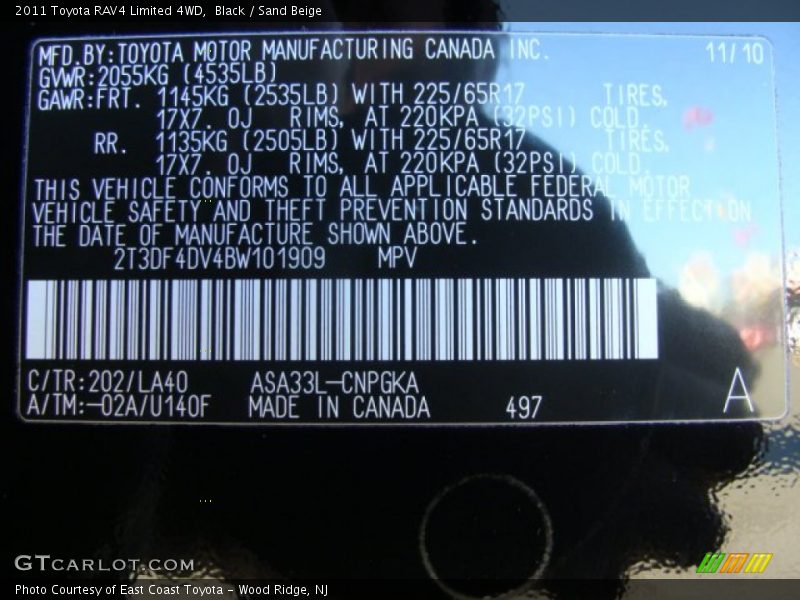 2011 Toyota RAV4 Limited 4WD,  Black / Sand Beige
MFD.BY:TOYOTA MOTOR MANUFACTURING CANADA INC. 11/10
GVWR:2055KG (4535LB)
GAWR:FRT. 1145KG (2535LB) WITH 225/65R17 TIRES,
17X7.0J RIMS, AT 220KPA (32PSI) COLD.
RR. 1135KG (2505LB) WITH 225/65R17 TIRES,
17X7.0J RIMS, AT 220KPA (32PSI) COLD.
THIS VEHICLE CONFORMS TO ALL APPLICABLE FEDERAL MOTOR
VEHICLE SAFETY AND THEFT PREVENTION STANDARDS IN EFFECT ON
THE DATE OF MANUFACTURE SHOWN ABOVE.
2T3DF4DV4BW101909 MPV
C/TR:202/LA40 ASA33L-CNPGKA
A/TM:-02A/U140F MADE IN CANADA 497 A
GTCARLOT.COM
Photo Courtesy of East Coast Toyota - Wood Ridge, NJ